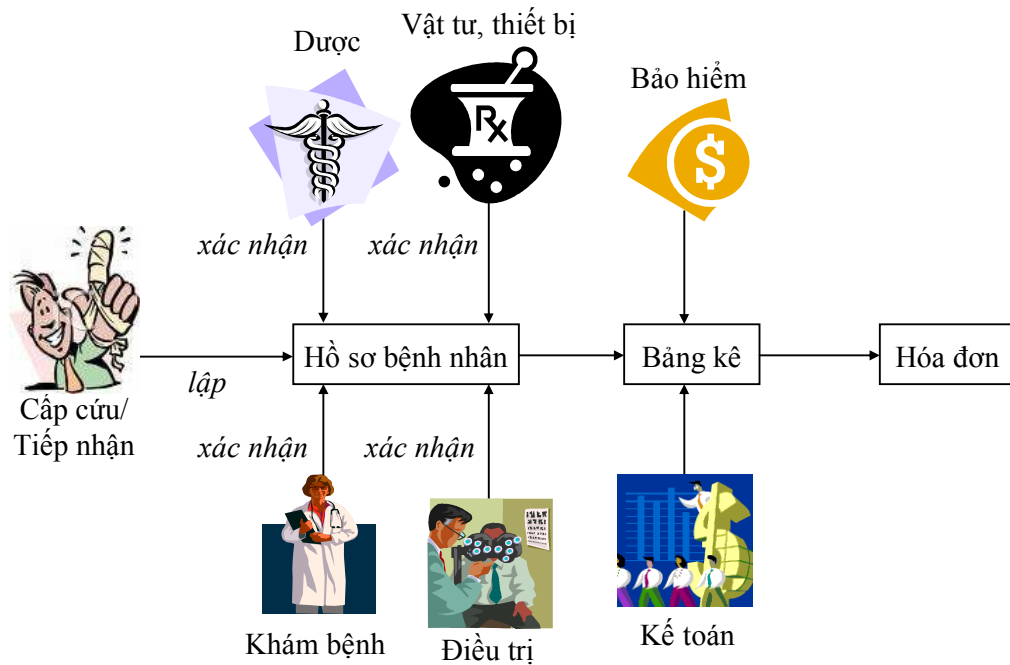 Dược
Vật tư, thiết bị
Bảo hiểm
Rx
$
xác nhận
xác nhận
Hồ sơ bệnh nhân
Bảng kê
Hóa đơn
lập
Cấp cứu/
Tiếp nhận
xác nhận
xác nhận
Khám bệnh
Điều trị
Kế toán